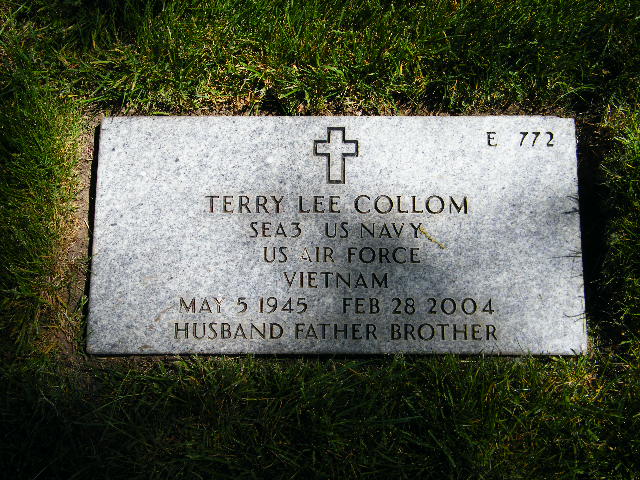 E 772
TERRY LEE COLLOM
SEA3 US NAVY
US AIR FORCE
VIETNAM
MAY 5 1945 FEB 28 2004
HUSBAND FATHER BROTHER